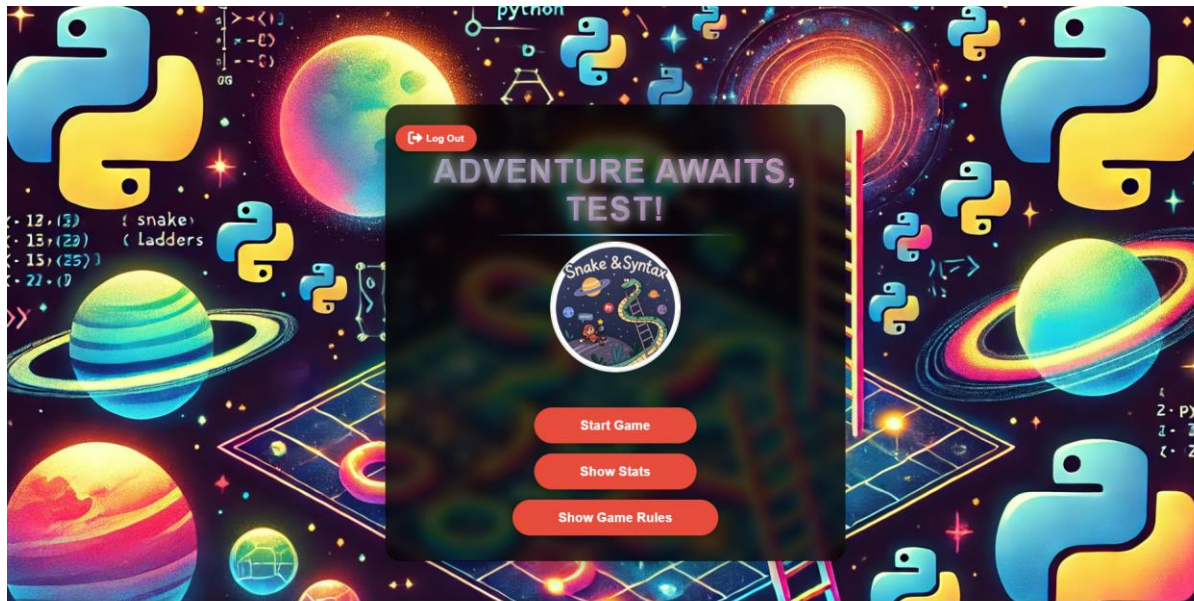 python
Log Out
ADVENTURE AWAITS,
TEST!
{ snake>
( ladders
Snake & Syntax
Start Game
Show Stats
Show Game Rules